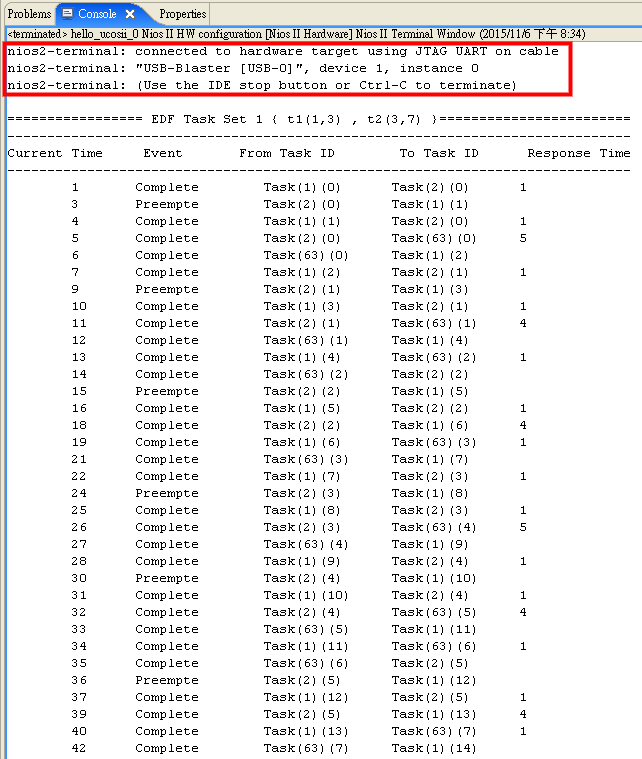 Problems Console Properties
<terminated> hello_ucosii_0 Nios II HW configuration [Nios II Hardware] Nios II Terminal Window (2015/11/6 下午 8:34)
nios2-terminal: connected to hardware target using JTAG UART on cable
nios2-terminal: "USB-Blaster [USB-0]", device 1, instance 0
nios2-terminal: (Use the IDE stop button or Ctrl-C to terminate)
================= EDF Task Set 1 { t1(1,3) , t2(3,7) }========================
------------------------------------------------------------------------------
Current Time Event From Task ID To Task ID Response Time
------------------------------------------------------------------------------
1 Complete Task(1)(0) Task(2)(0) 1
3 Preempte Task(2)(0) Task(1)(1)
4 Complete Task(1)(1) Task(2)(0) 1
5 Complete Task(2)(0) Task(63)(0) 5
6 Complete Task(63)(0) Task(1)(2)
7 Complete Task(1)(2) Task(2)(1) 1
9 Preempte Task(2)(1) Task(1)(3)
10 Complete Task(1)(3) Task(2)(1) 1
11 Complete Task(2)(1) Task(63)(1) 4
12 Complete Task(63)(1) Task(1)(4)
13 Complete Task(1)(4) Task(63)(2) 1
14 Complete Task(63)(2) Task(2)(2)
15 Preempte Task(2)(2) Task(1)(5)
16 Complete Task(1)(5) Task(2)(2) 1
18 Complete Task(2)(2) Task(1)(6) 4
19 Complete Task(1)(6) Task(63)(3) 1
21 Complete Task(63)(3) Task(1)(7)
22 Complete Task(1)(7) Task(2)(3) 1
24 Preempte Task(2)(3) Task(1)(8)
25 Complete Task(1)(8) Task(2)(3) 1
26 Complete Task(2)(3) Task(63)(4) 5
27 Complete Task(63)(4) Task(1)(9)
28 Complete Task(1)(9) Task(2)(4) 1
30 Preempte Task(2)(4) Task(1)(10)
31 Complete Task(1)(10) Task(2)(4) 1
32 Complete Task(2)(4) Task(63)(5) 4
33 Complete Task(63)(5) Task(1)(11)
34 Complete Task(1)(11) Task(63)(6) 1
35 Complete Task(63)(6) Task(2)(5)
36 Preempte Task(2)(5) Task(1)(12)
37 Complete Task(1)(12) Task(2)(5) 1
39 Complete Task(2)(5) Task(1)(13) 4
40 Complete Task(1)(13) Task(63)(7) 1
42 Complete Task(63)(7) Task(1)(14)